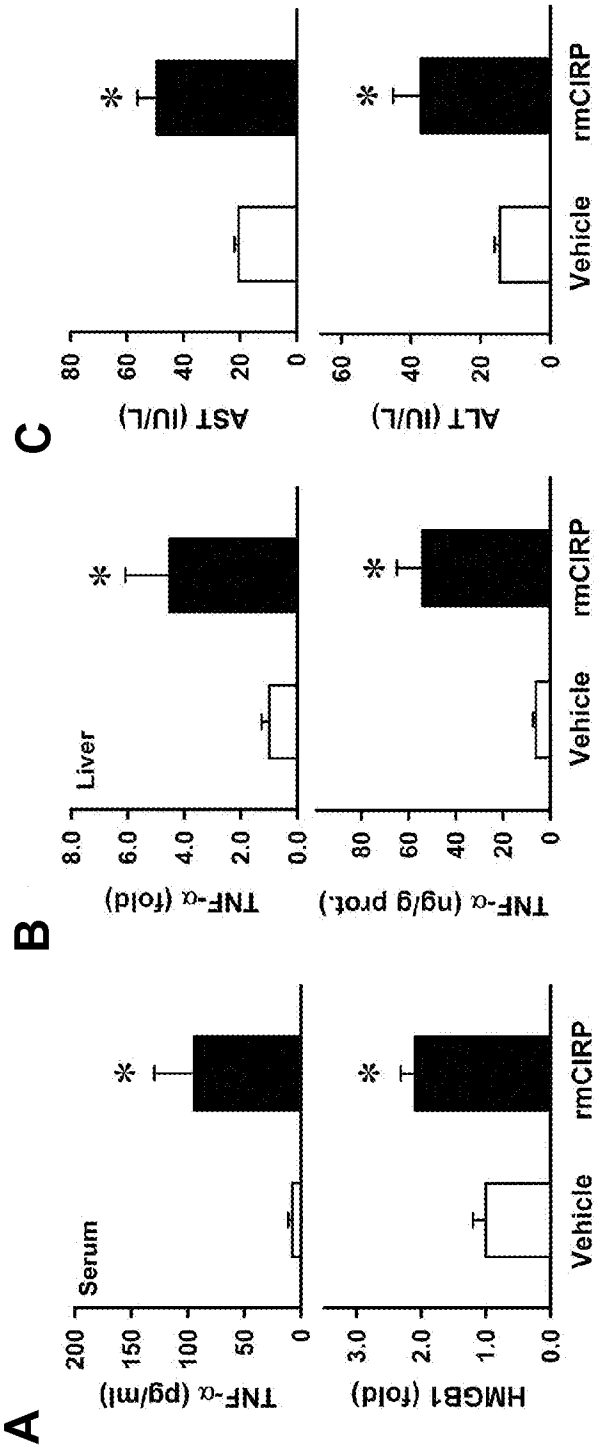 A
Serum
TNF-α (pg/ml)
200
150
100
50
0
*
HMGB1 (fold)
3.0
2.0
1.0
0.0
*
Vehicle rmCIRP
B
Liver
TNF-α (fold)
8.0
6.0
4.0
2.0
0.0
*
TNF-α (ng/g prot.)
80
60
40
20
0
*
Vehicle rmCIRP
C
AST (IU/L)
80
60
40
20
0
*
ALT (IU/L)
60
40
20
0
*
Vehicle rmCIRP